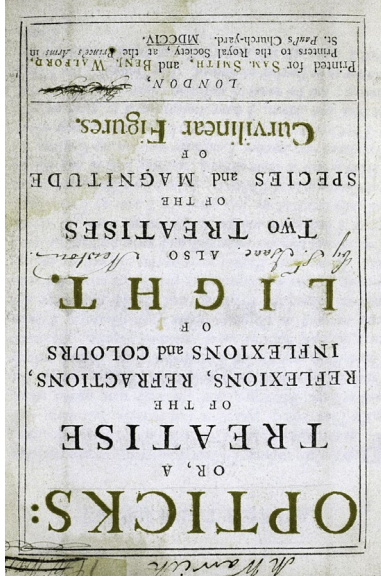 OPTICKS:
OR, A
TREATISE
OF THE
REFLEXIONS, REFRACTIONS,
INFLEXIONS and COLOURS
OF
LIGHT.
by S. Isaac Newton.
ALSO
Two TREATISES
OF THE
SPECIES and MAGNITUDE
OF
Curvilinear Figures.
LONDON,
Printed for SAM. SMITH, and BENJ. WALFORD,
Printers to the Royal Society, at the Prince's Arms in
St. Paul's Church-yard. MDCCIV.